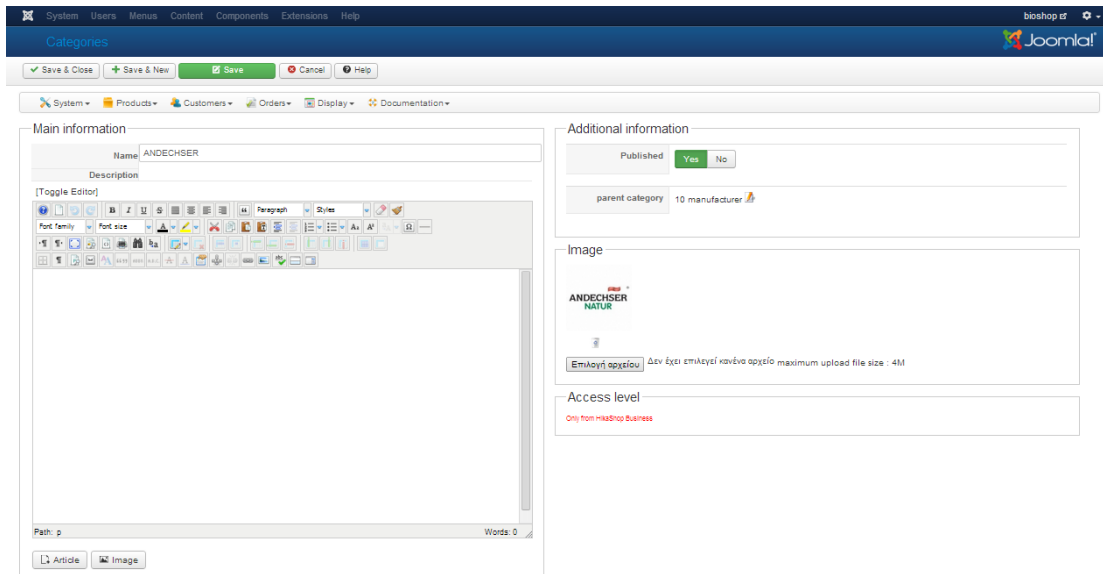 System Users Menus Content Components Extensions Help bioshop
Categories Joomla!
Save & Close Save & New Save Cancel Help
System Products Customers Orders Display Documentation
Main information
Name ANDECHSER
Description
[Toggle Editor]
Paragraph Styles
Font family Font size
Path: p Words: 0
Article Image
Additional information
Published Yes No
parent category 10 manufacturer
Image
ANDECHSER
NATUR
Επιλογή αρχείου Δεν έχει επιλεγεί κανένα αρχείο maximum upload file size : 4M
Access level
Only from HikaShop Business